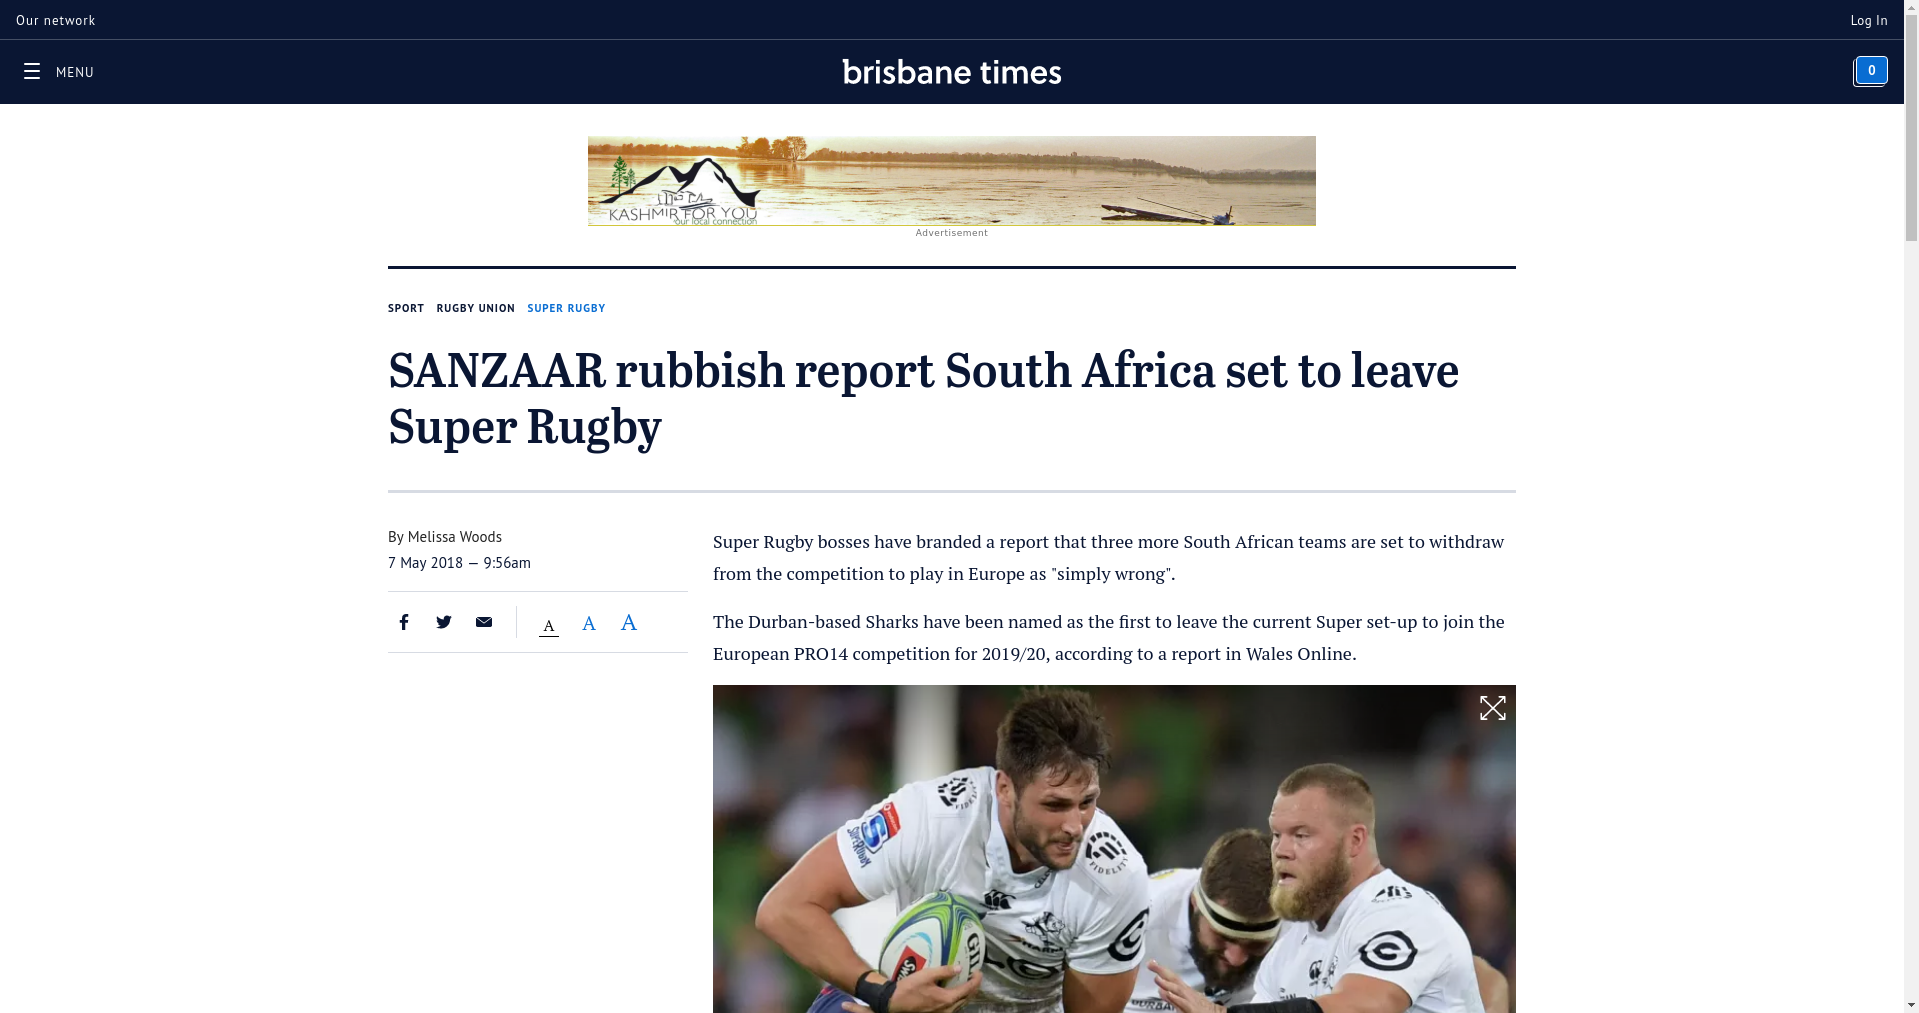 Our network
Log In
MENU
brisbane times
0
KASHMIR FOR YOU
our local connection
Advertisement
SPORT RUGBY UNION SUPER RUGBY
SANZAAR rubbish report South Africa set to leave
Super Rugby
By Melissa Woods
7 May 2018 — 9:56am
A A A
Super Rugby bosses have branded a report that three more South African teams are set to withdraw
from the competition to play in Europe as "simply wrong".
The Durban-based Sharks have been named as the first to leave the current Super set-up to join the
European PRO14 competition for 2019/20, according to a report in Wales Online.
FIDELITY
SUPERRUGBY